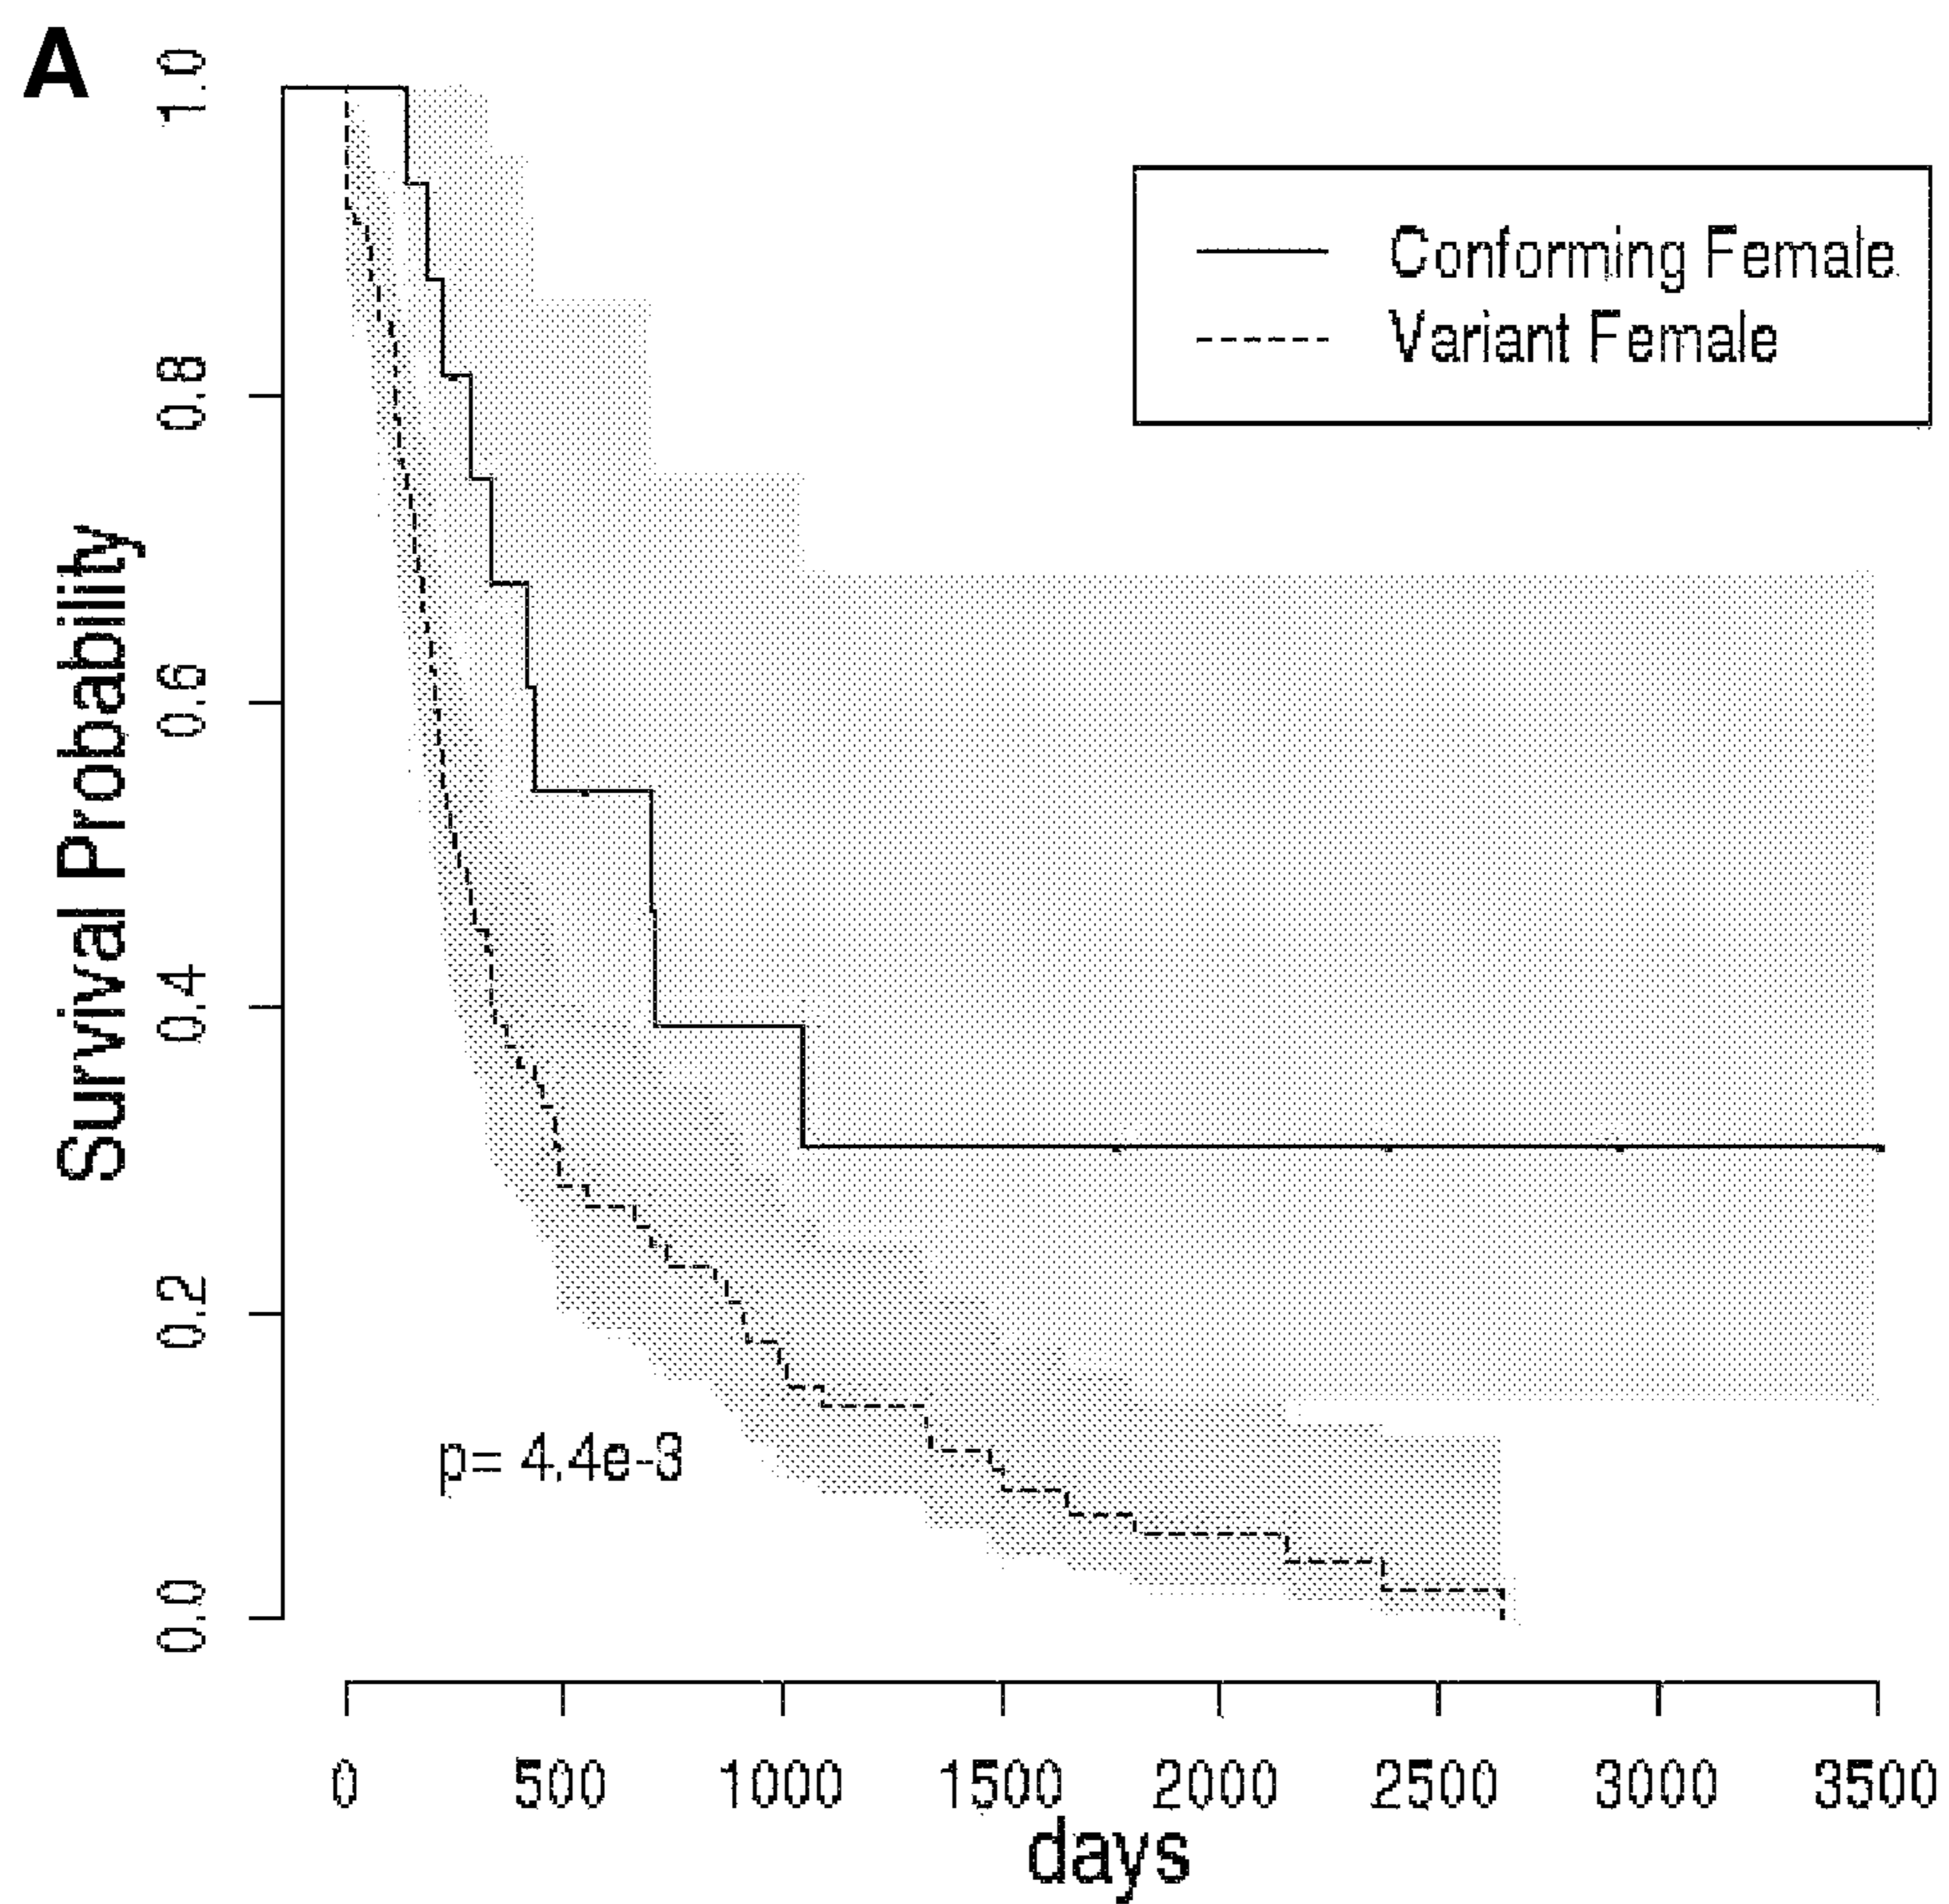 A
Survival Probability
1.0
0.8
0.6
0.4
0.2
0.0
Conforming Female
Variant Female
p= 4.4e-3
0 500 1000 1500 2000 2500 3000 3500
days